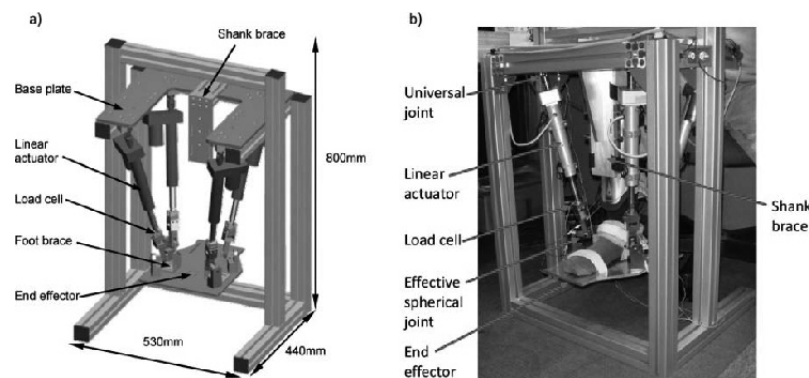 a)
Shank brace
Base plate
Linear
actuator
Load cell
Foot brace
End effector
800mm
530mm
440mm
b)
Universal
joint
Linear
actuator
Load cell
Effective
spherical
joint
End
effector
Shank
brace